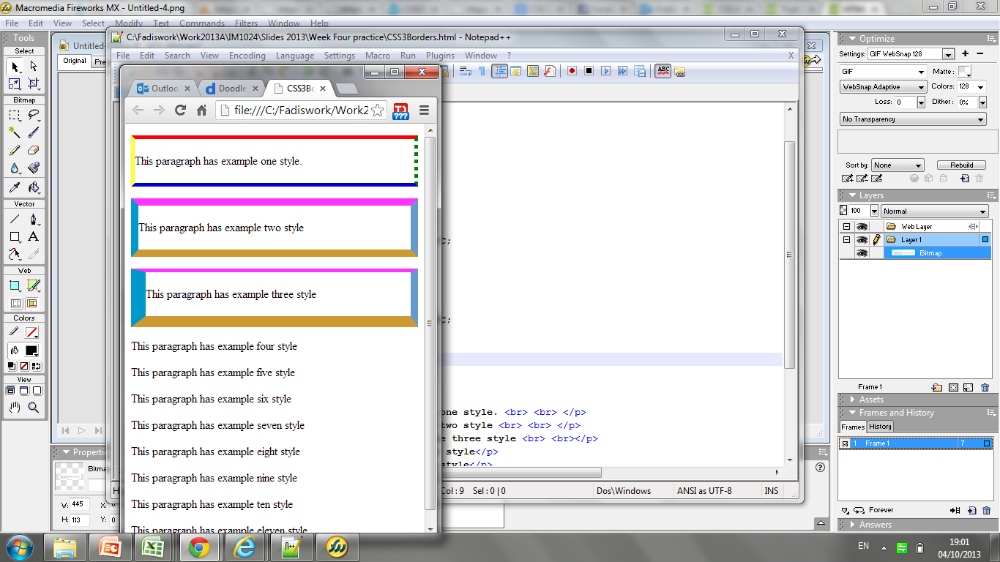 Macromedia Fireworks MX - Untitled-4.png
File Edit View Select Modify Text Commands Filters Window Help
Tools
Select
Bitmap
Vector
Web
Colors
View
Original
C:\Fadiswork\Work2013A\IM1024\Slides 2013\Week Four practice\CSS3Borders.html - Notepad++
File Edit Search View Encoding Language Settings Macro Run Plugins Window ? X
Outloo Doodle CSS3Bo
file:///C:/Fadiswork/Work2
This paragraph has example one style.
This paragraph has example two style
This paragraph has example three style
This paragraph has example four style
This paragraph has example five style
This paragraph has example six style
This paragraph has example seven style
This paragraph has example eight style
This paragraph has example nine style
This paragraph has example ten style
This paragraph has example eleven style
C;
C;
one style. <br> <br> </p>
two style <br> <br> </p>
e three style <br> <br></p>
style</p>
style</p>
Col : 9 Sel : 0 | 0 Dos\Windows ANSI as UTF-8 INS
Properti
Bitmap
W: 445 X:
H: 113 Y: 0
Optimize
Settings: GIF WebSnap 128
GIF Matte:
WebSnap Adaptive Colors: 128
Loss: 0 Dither: 0%
No Transparency
Sort by: None Rebuild
Layers
100 Normal
Web Layer
Layer 1
Bitmap
Frame 1
Assets
Frames and History
Frames History
1 Frame 1 7
Forever
Answers
EN 19:01
04/10/2013